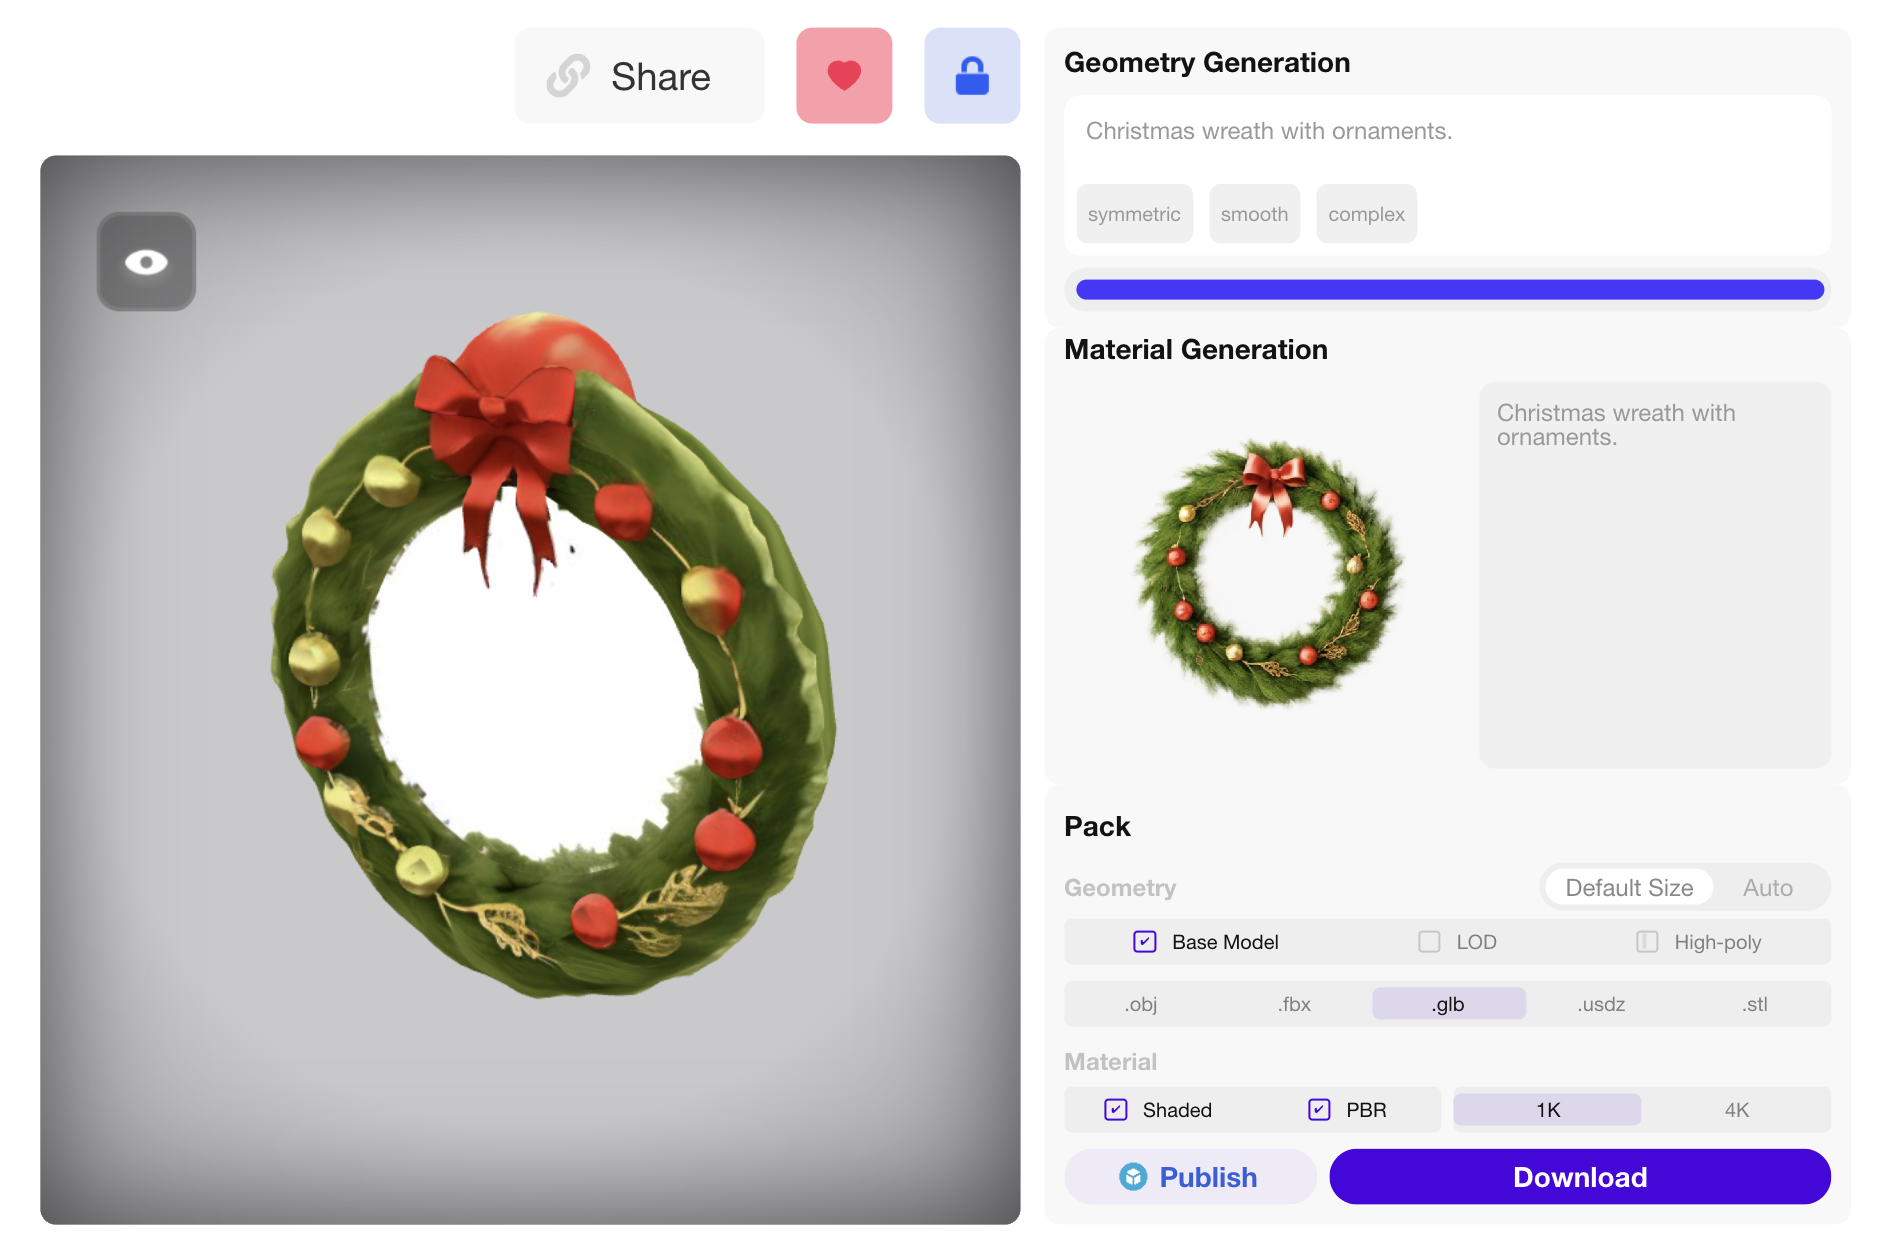 Share
Geometry Generation
Christmas wreath with ornaments.
symmetric smooth complex
Material Generation
Christmas wreath with
ornaments.
Pack
Geometry Default Size Auto
Base Model LOD High-poly
.obj .fbx .glb .usdz .stl
Material
Shaded PBR 1K 4K
Publish Download